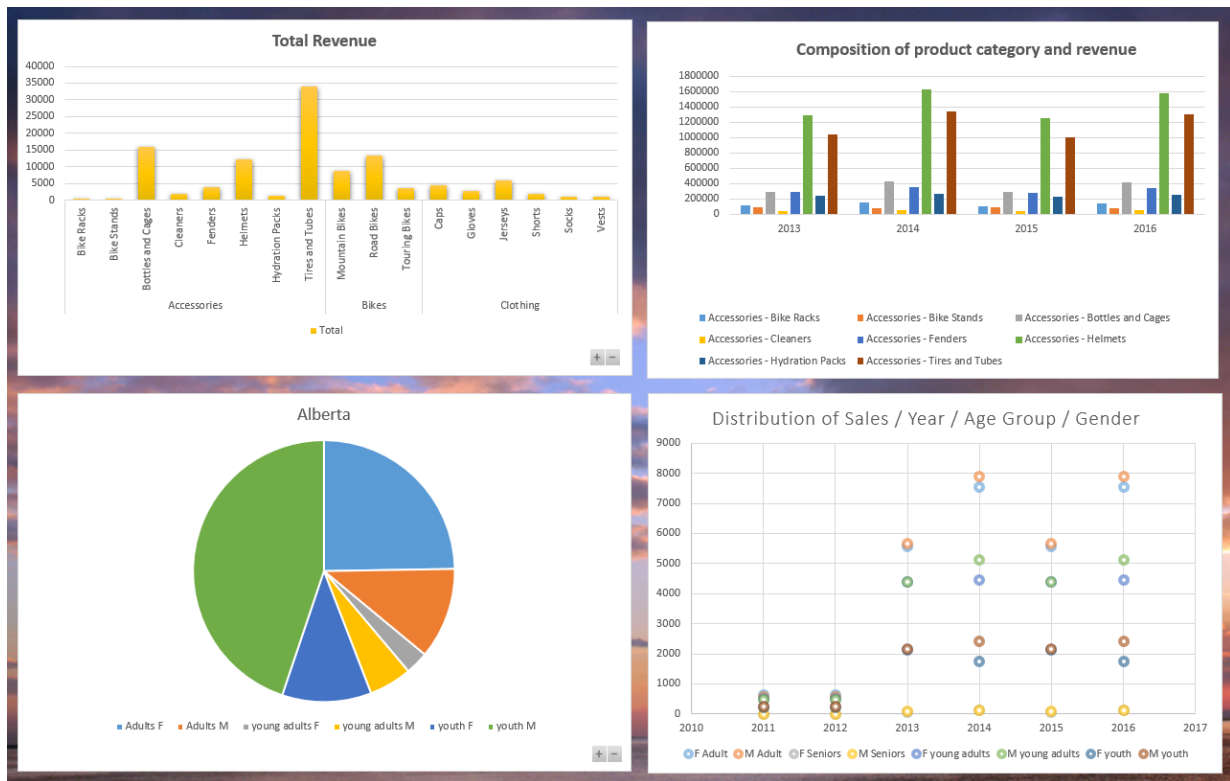 Total Revenue
40000
35000
30000
25000
20000
15000
10000
5000
0
Bike Racks
Bike Stands
Bottles and Cages
Cleaners
Fenders
Helmets
Hydration Packs
Tires and Tubes
Mountain Bikes
Road Bikes
Touring Bikes
Caps
Gloves
Jerseys
Shorts
Socks
Vests
Accessories Bikes Clothing
Total
+ −
Composition of product category and revenue
1800000
1600000
1400000
1200000
1000000
800000
600000
400000
200000
0
2013 2014 2015 2016
Accessories - Bike Racks Accessories - Bike Stands Accessories - Bottles and Cages
Accessories - Cleaners Accessories - Fenders Accessories - Helmets
Accessories - Hydration Packs Accessories - Tires and Tubes
Alberta
Adults F Adults M young adults F young adults M youth F youth M
+ −
Distribution of Sales / Year / Age Group / Gender
9000
8000
7000
6000
5000
4000
3000
2000
1000
0
2010 2011 2012 2013 2014 2015 2016 2017
F Adult M Adult F Seniors M Seniors F young adults M young adults F youth M youth